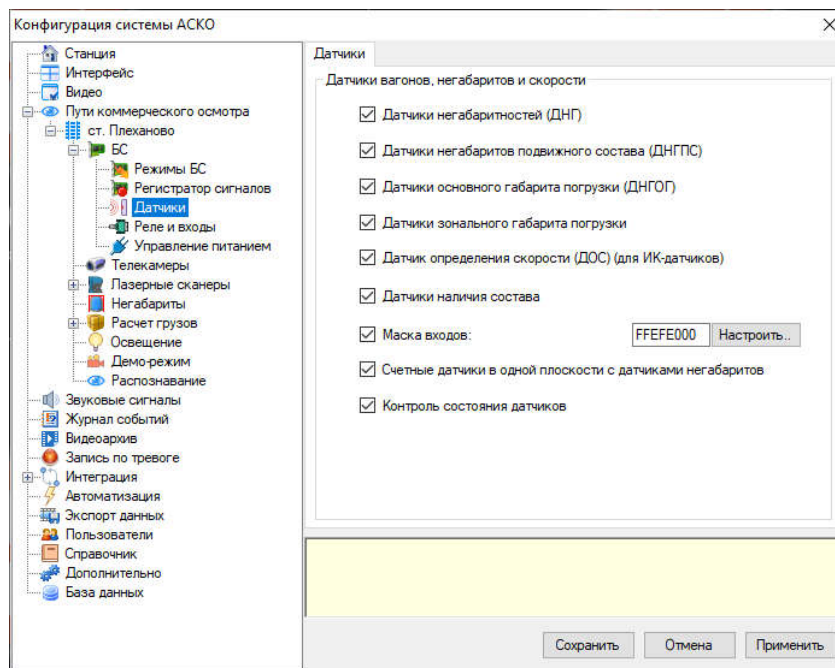 Конфигурация системы АСКО
Станция
Интерфейс
Видео
Пути коммерческого осмотра
ст. Плеханово
БС
Режимы БС
Регистратор сигналов
Датчики
Реле и входы
Управление питанием
Телекамеры
Лазерные сканеры
Негабариты
Расчет грузов
Освещение
Демо-режим
Распознавание
Звуковые сигналы
Журнал событий
Видеоархив
Запись по тревоге
Интеграция
Автоматизация
Экспорт данных
Пользователи
Справочник
Дополнительно
База данных
Датчики
Датчики вагонов, негабаритов и скорости
Датчики негабаритностей (ДНГ)
Датчики негабаритов подвижного состава (ДНГПС)
Датчики основного габарита погрузки (ДНГОГ)
Датчики зонального габарита погрузки
Датчик определения скорости (ДОС) (для ИК-датчиков)
Датчики наличия состава
Маска входов: FFEFE000 Настроить..
Счетные датчики в одной плоскости с датчиками негабаритов
Контроль состояния датчиков
Сохранить Отмена Применить